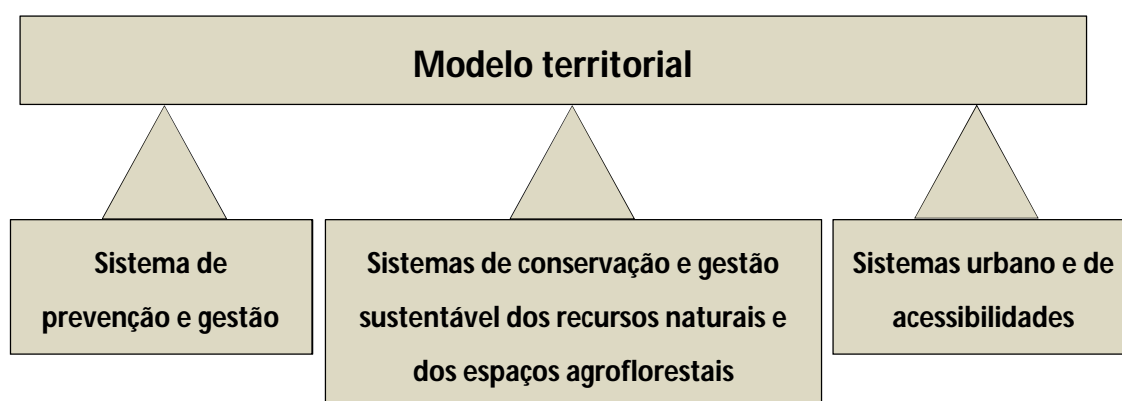 Modelo territorial
Sistema de
prevenção e gestão
Sistemas de conservação e gestão
sustentável dos recursos naturais e
dos espaços agroflorestais
Sistemas urbano e de
acessibilidades